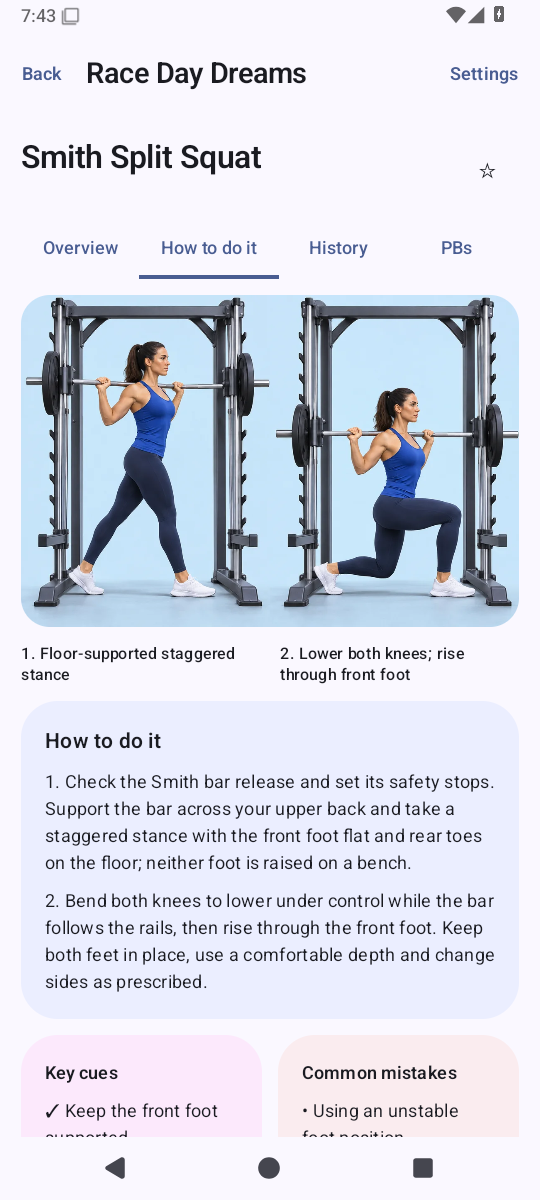 7:43
Back
Race Day Dreams
Settings
Smith Split Squat
Overview
How to do it
History
PBs
1. Floor-supported staggered
stance
2. Lower both knees; rise
through front foot
How to do it
1. Check the Smith bar release and set its safety stops.
Support the bar across your upper back and take a
staggered stance with the front foot flat and rear toes
on the floor; neither foot is raised on a bench.
2. Bend both knees to lower under control while the bar
follows the rails, then rise through the front foot. Keep
both feet in place, use a comfortable depth and change
sides as prescribed.
Key cues
✓ Keep the front foot
supported
Common mistakes
• Using an unstable
foot position